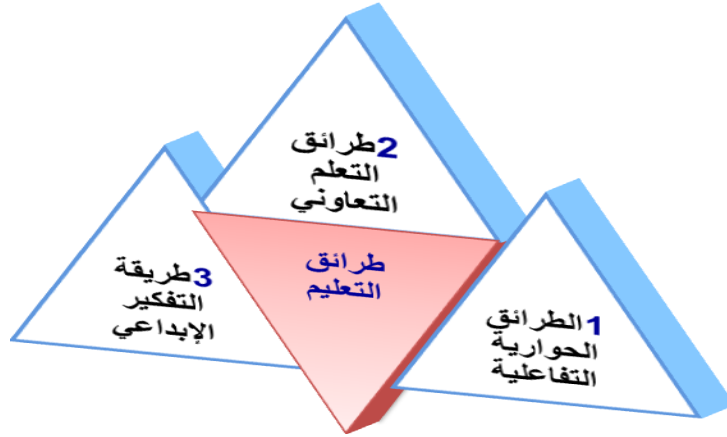 طرائق
التعليم
1الطرائق
الحوارية
التفاعلية
2طرائق
التعلم
التعاوني
3طريقة
التفكير
الإبداعي